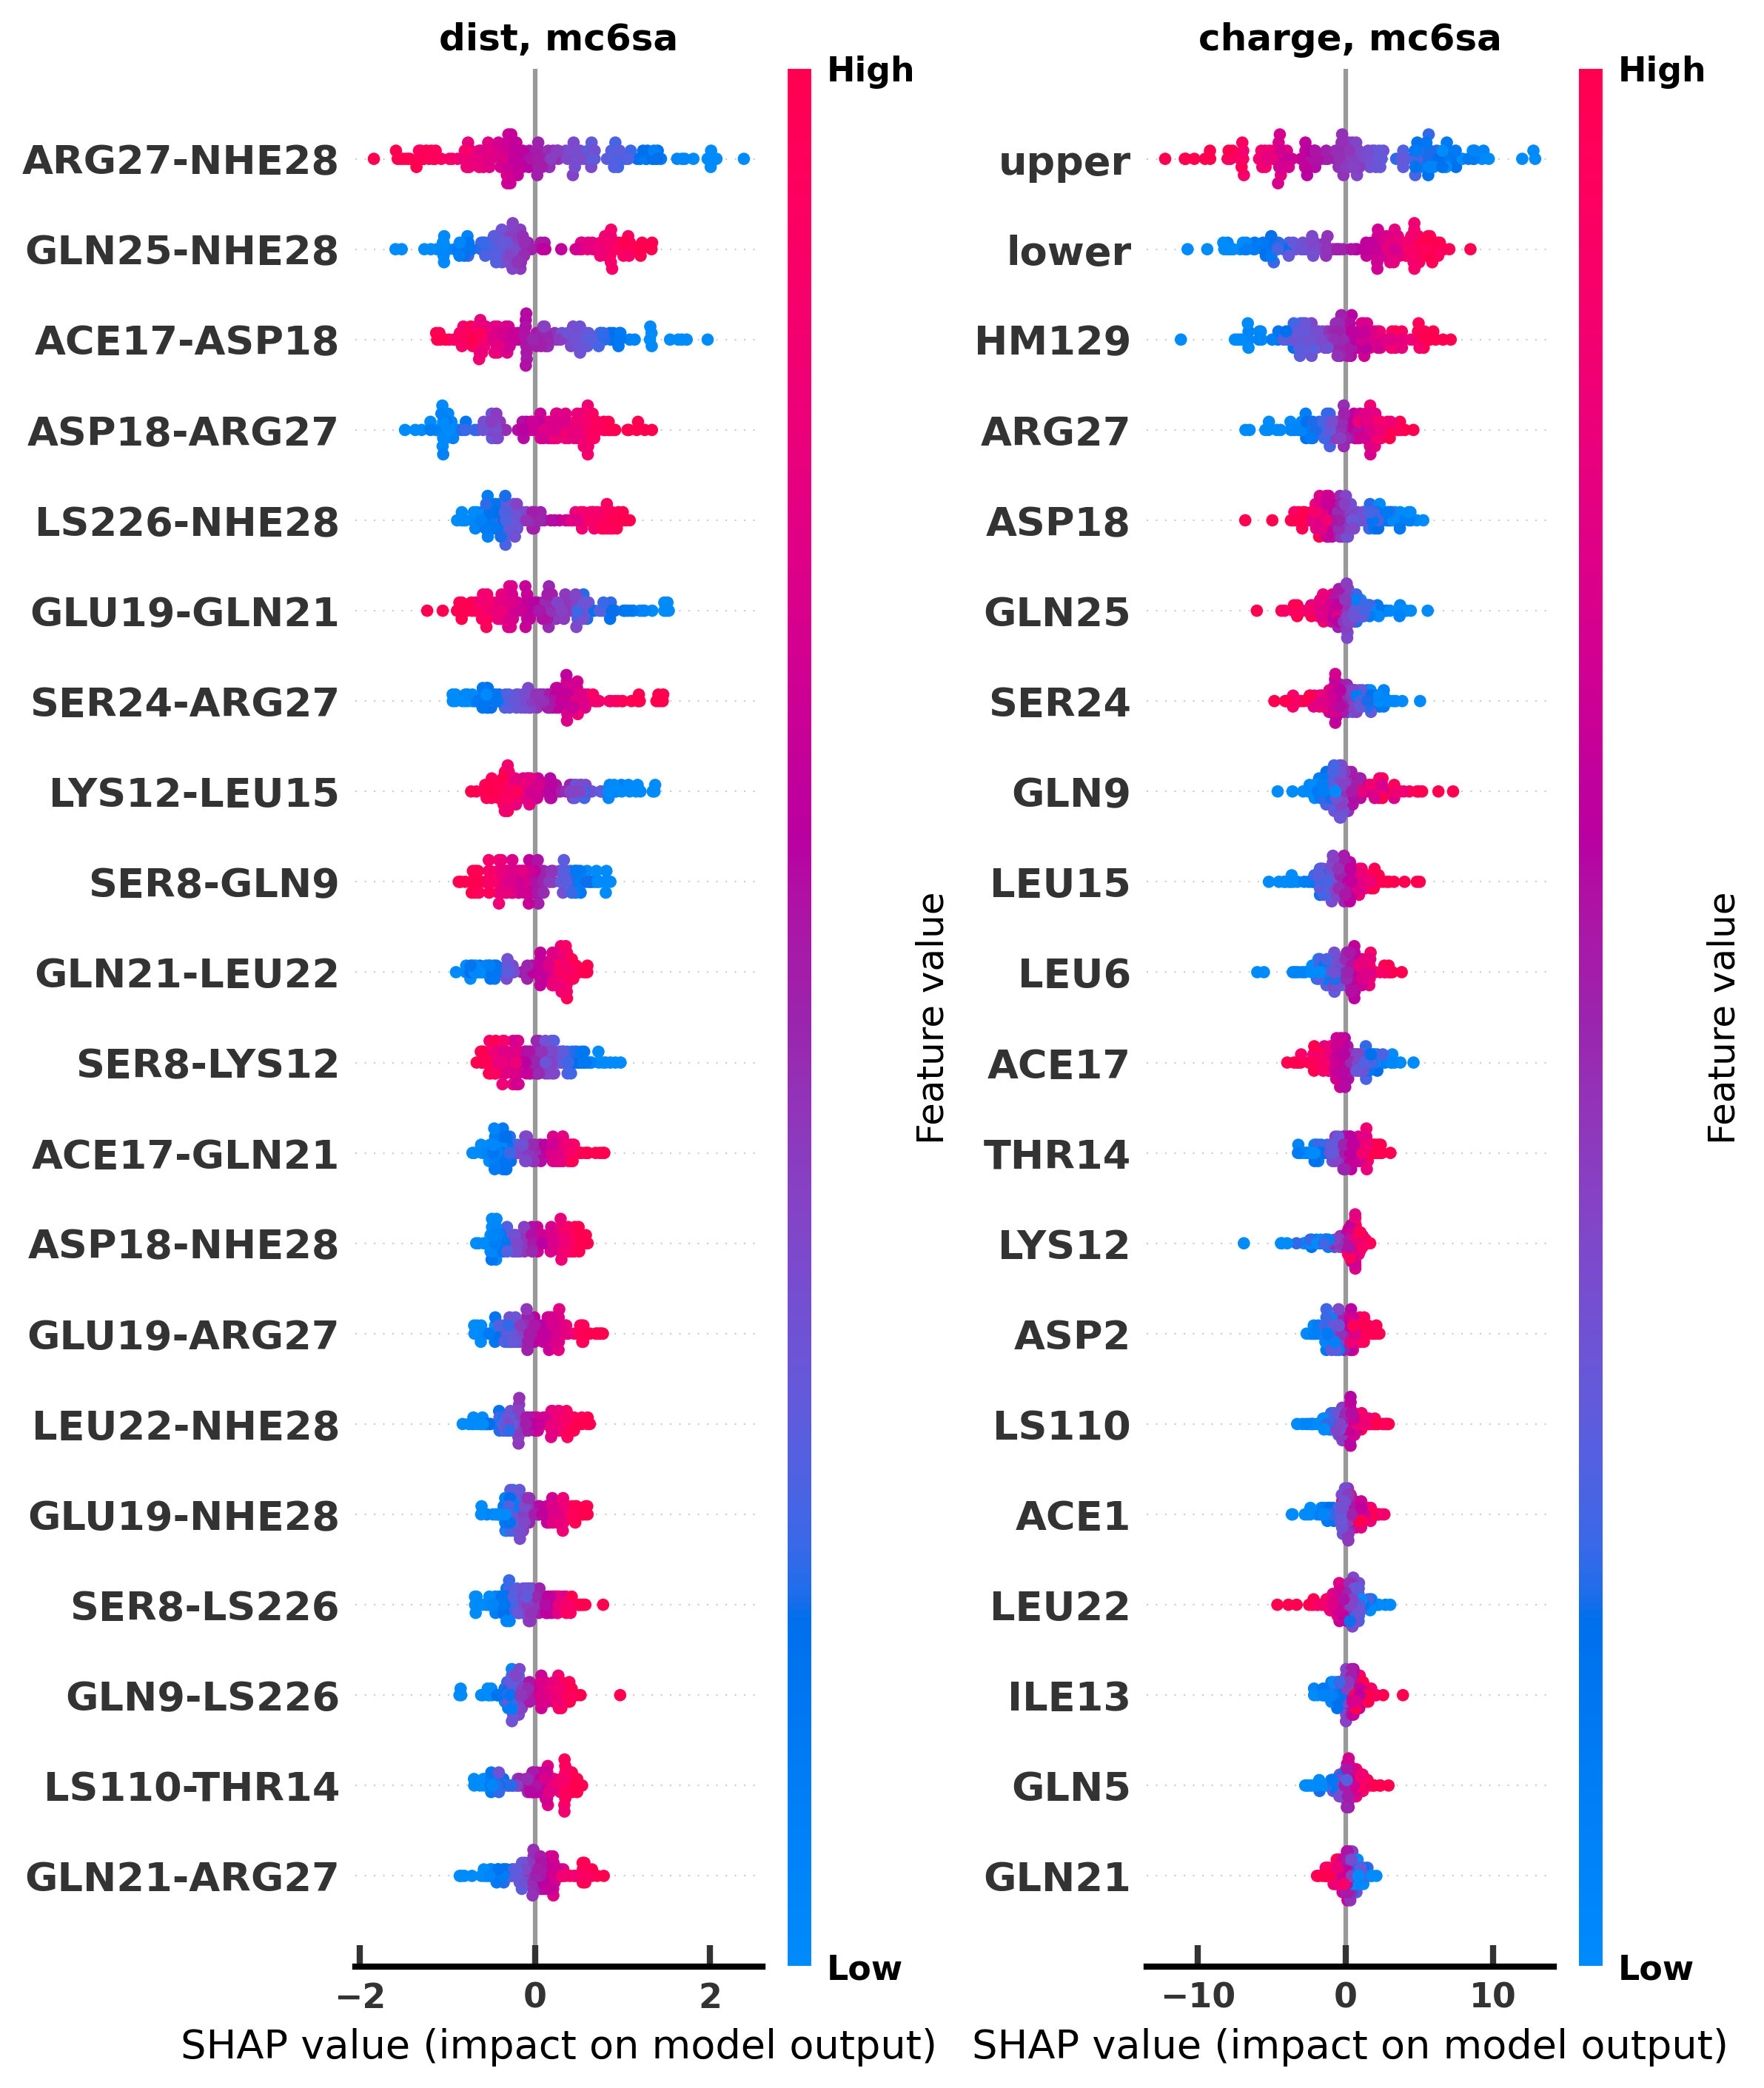 dist, mc6sa
High
ARG27-NHE28
GLN25-NHE28
ACE17-ASP18
ASP18-ARG27
LS226-NHE28
GLU19-GLN21
SER24-ARG27
LYS12-LEU15
SER8-GLN9
GLN21-LEU22
SER8-LYS12
ACE17-GLN21
ASP18-NHE28
GLU19-ARG27
LEU22-NHE28
GLU19-NHE28
SER8-LS226
GLN9-LS226
LS110-THR14
GLN21-ARG27
Feature value
Low
−2 0 2
SHAP value (impact on model output)
charge, mc6sa
High
upper
lower
HM129
ARG27
ASP18
GLN25
SER24
GLN9
LEU15
LEU6
ACE17
THR14
LYS12
ASP2
LS110
ACE1
LEU22
ILE13
GLN5
GLN21
Feature value
Low
−10 0 10
SHAP value (impact on model output)